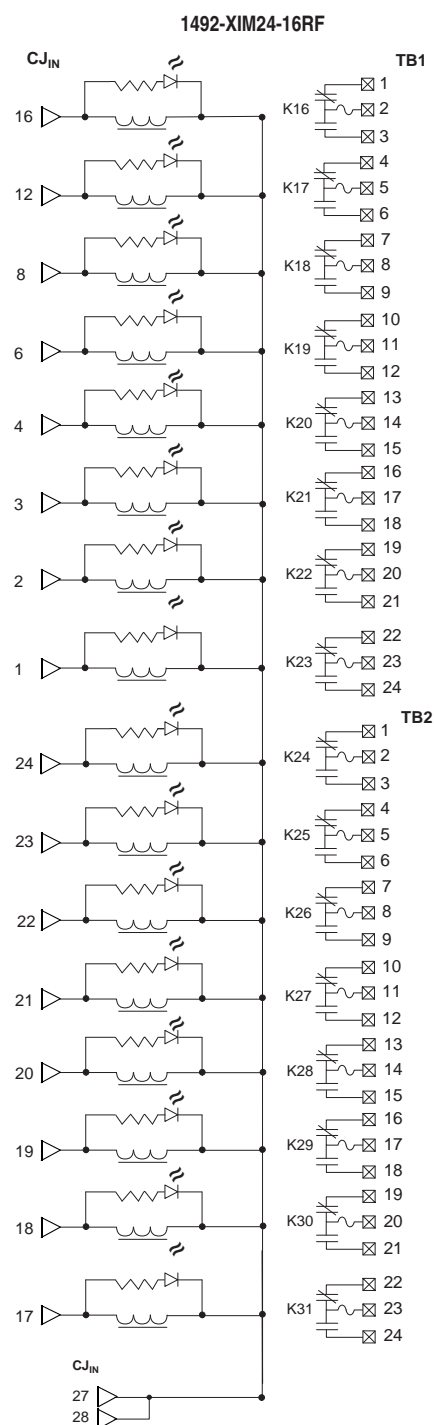 1492-XIM24-16RF
CJIN TB1
16 K16 1
2
3
12 K17 4
5
6
8 K18 7
8
9
6 K19 10
11
12
4 K20 13
14
15
3 K21 16
17
18
2 K22 19
20
21
1 K23 22
23
24
TB2
24 K24 1
2
3
23 K25 4
5
6
22 K26 7
8
9
21 K27 10
11
12
20 K28 13
14
15
19 K29 16
17
18
18 K30 19
20
21
17 K31 22
23
24
CJIN
27
28